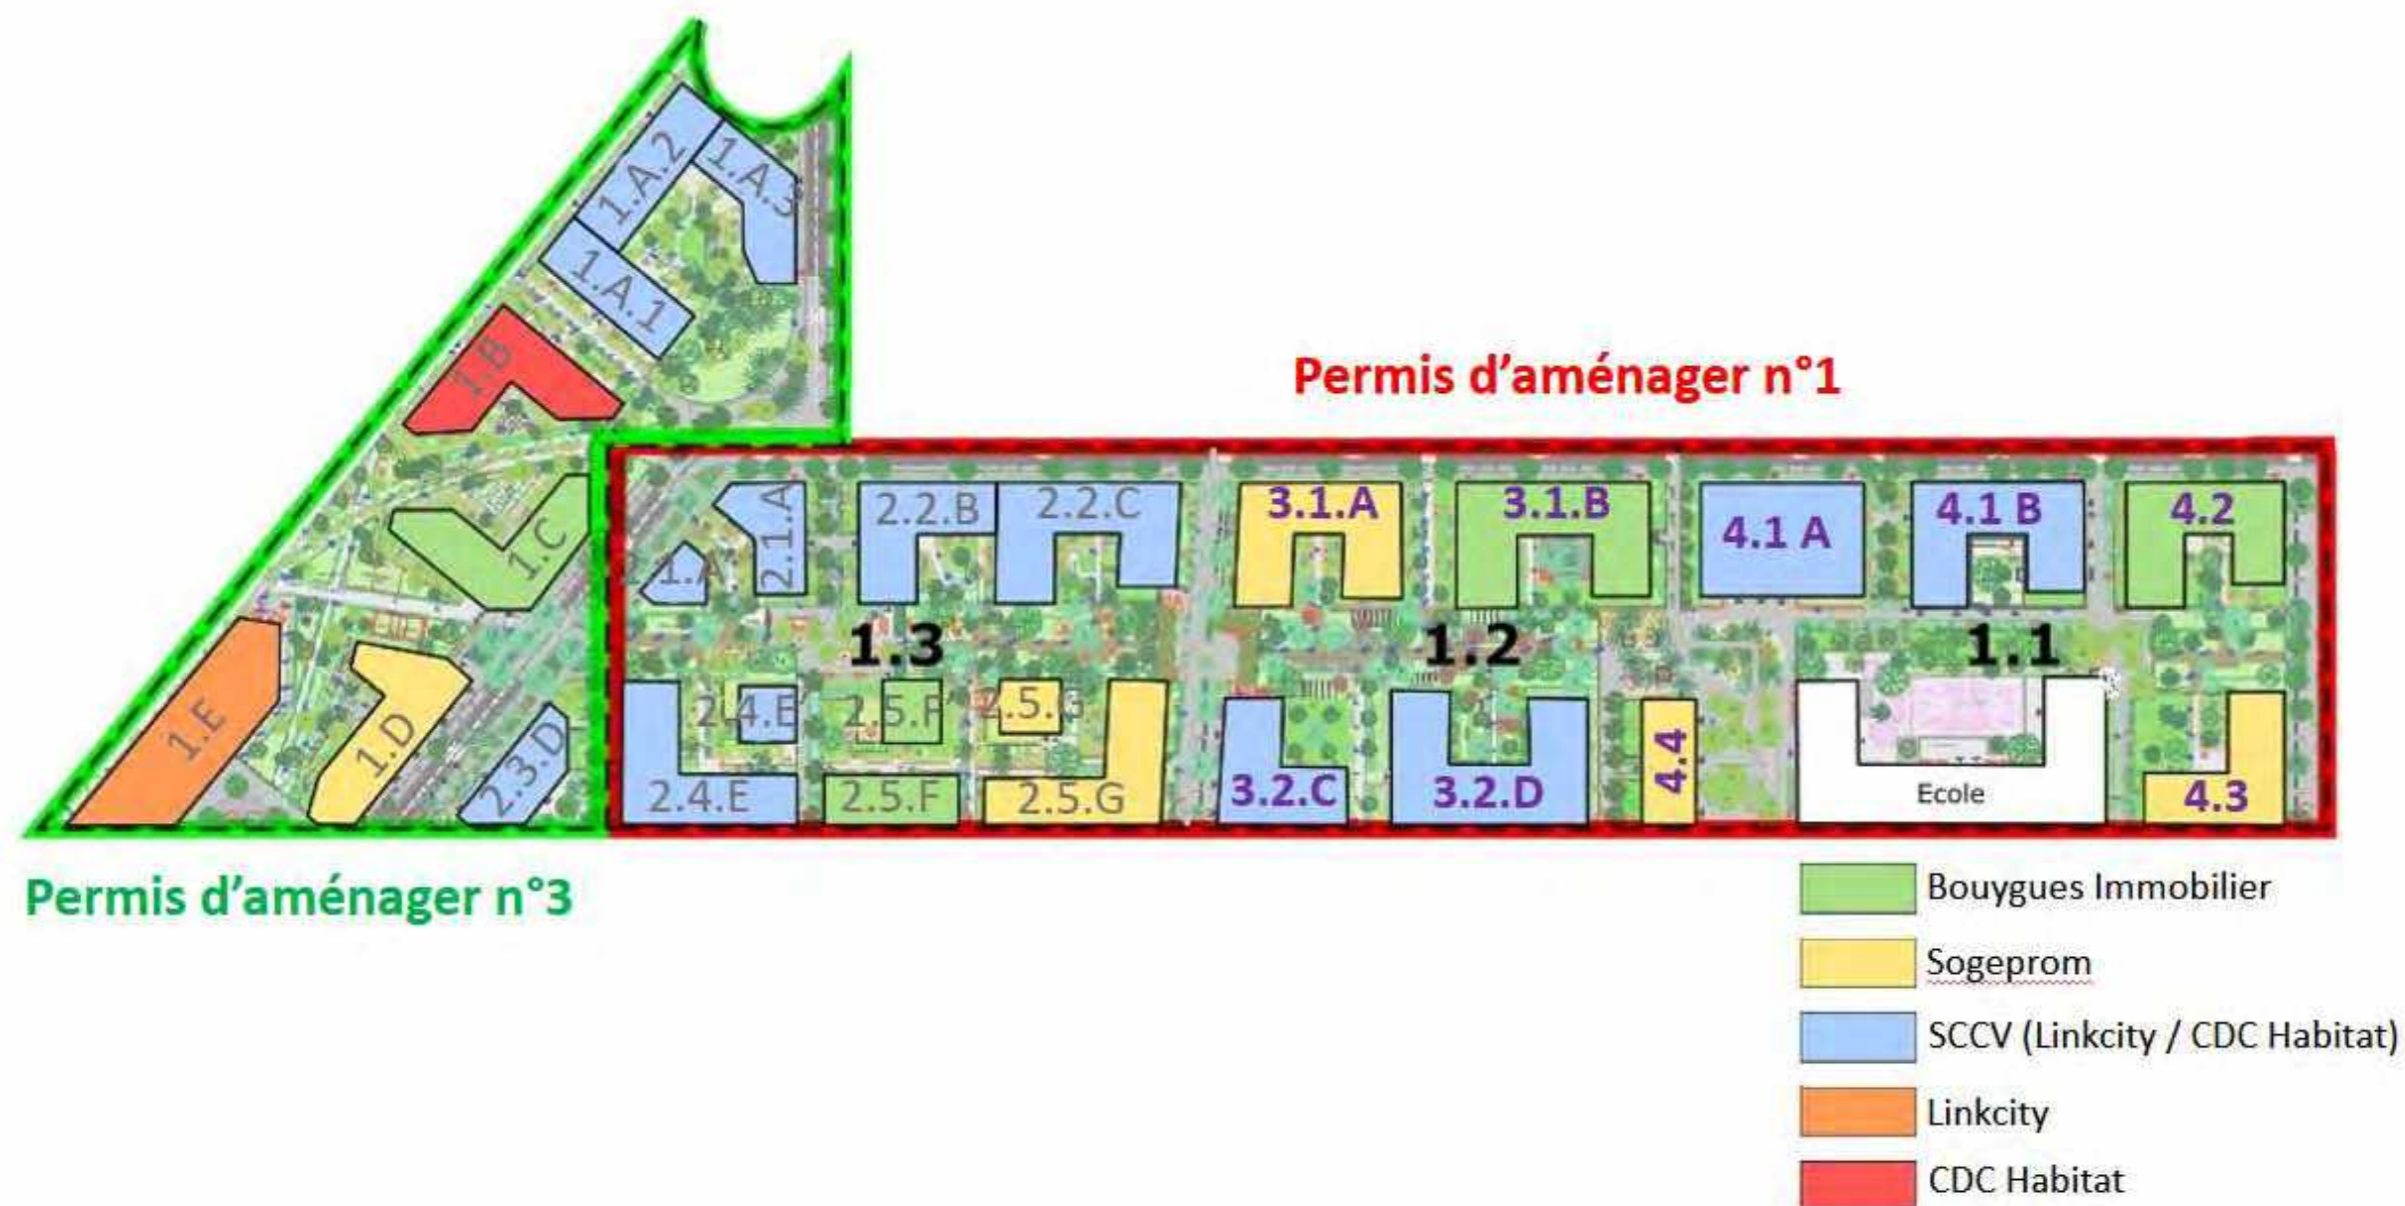 1.A.2
1.A.3
1.A.1
1.B
Permis d’aménager n°1
1.C
2.1.A'
2.1.A
2.2.B
2.2.C
3.1.A
3.1.B
4.1 A
4.1 B
4.2
1.3
1.2
1.1
1.E
1.D
2.3.D
2.4.E'
2.5.F'
2.5.G'
2.4.E
2.5.F
2.5.G
3.2.C
3.2.D
4.4
Ecole
4.3
Permis d’aménager n°3
Bouygues Immobilier
Sogeprom
SCCV (Linkcity / CDC Habitat)
Linkcity
CDC Habitat